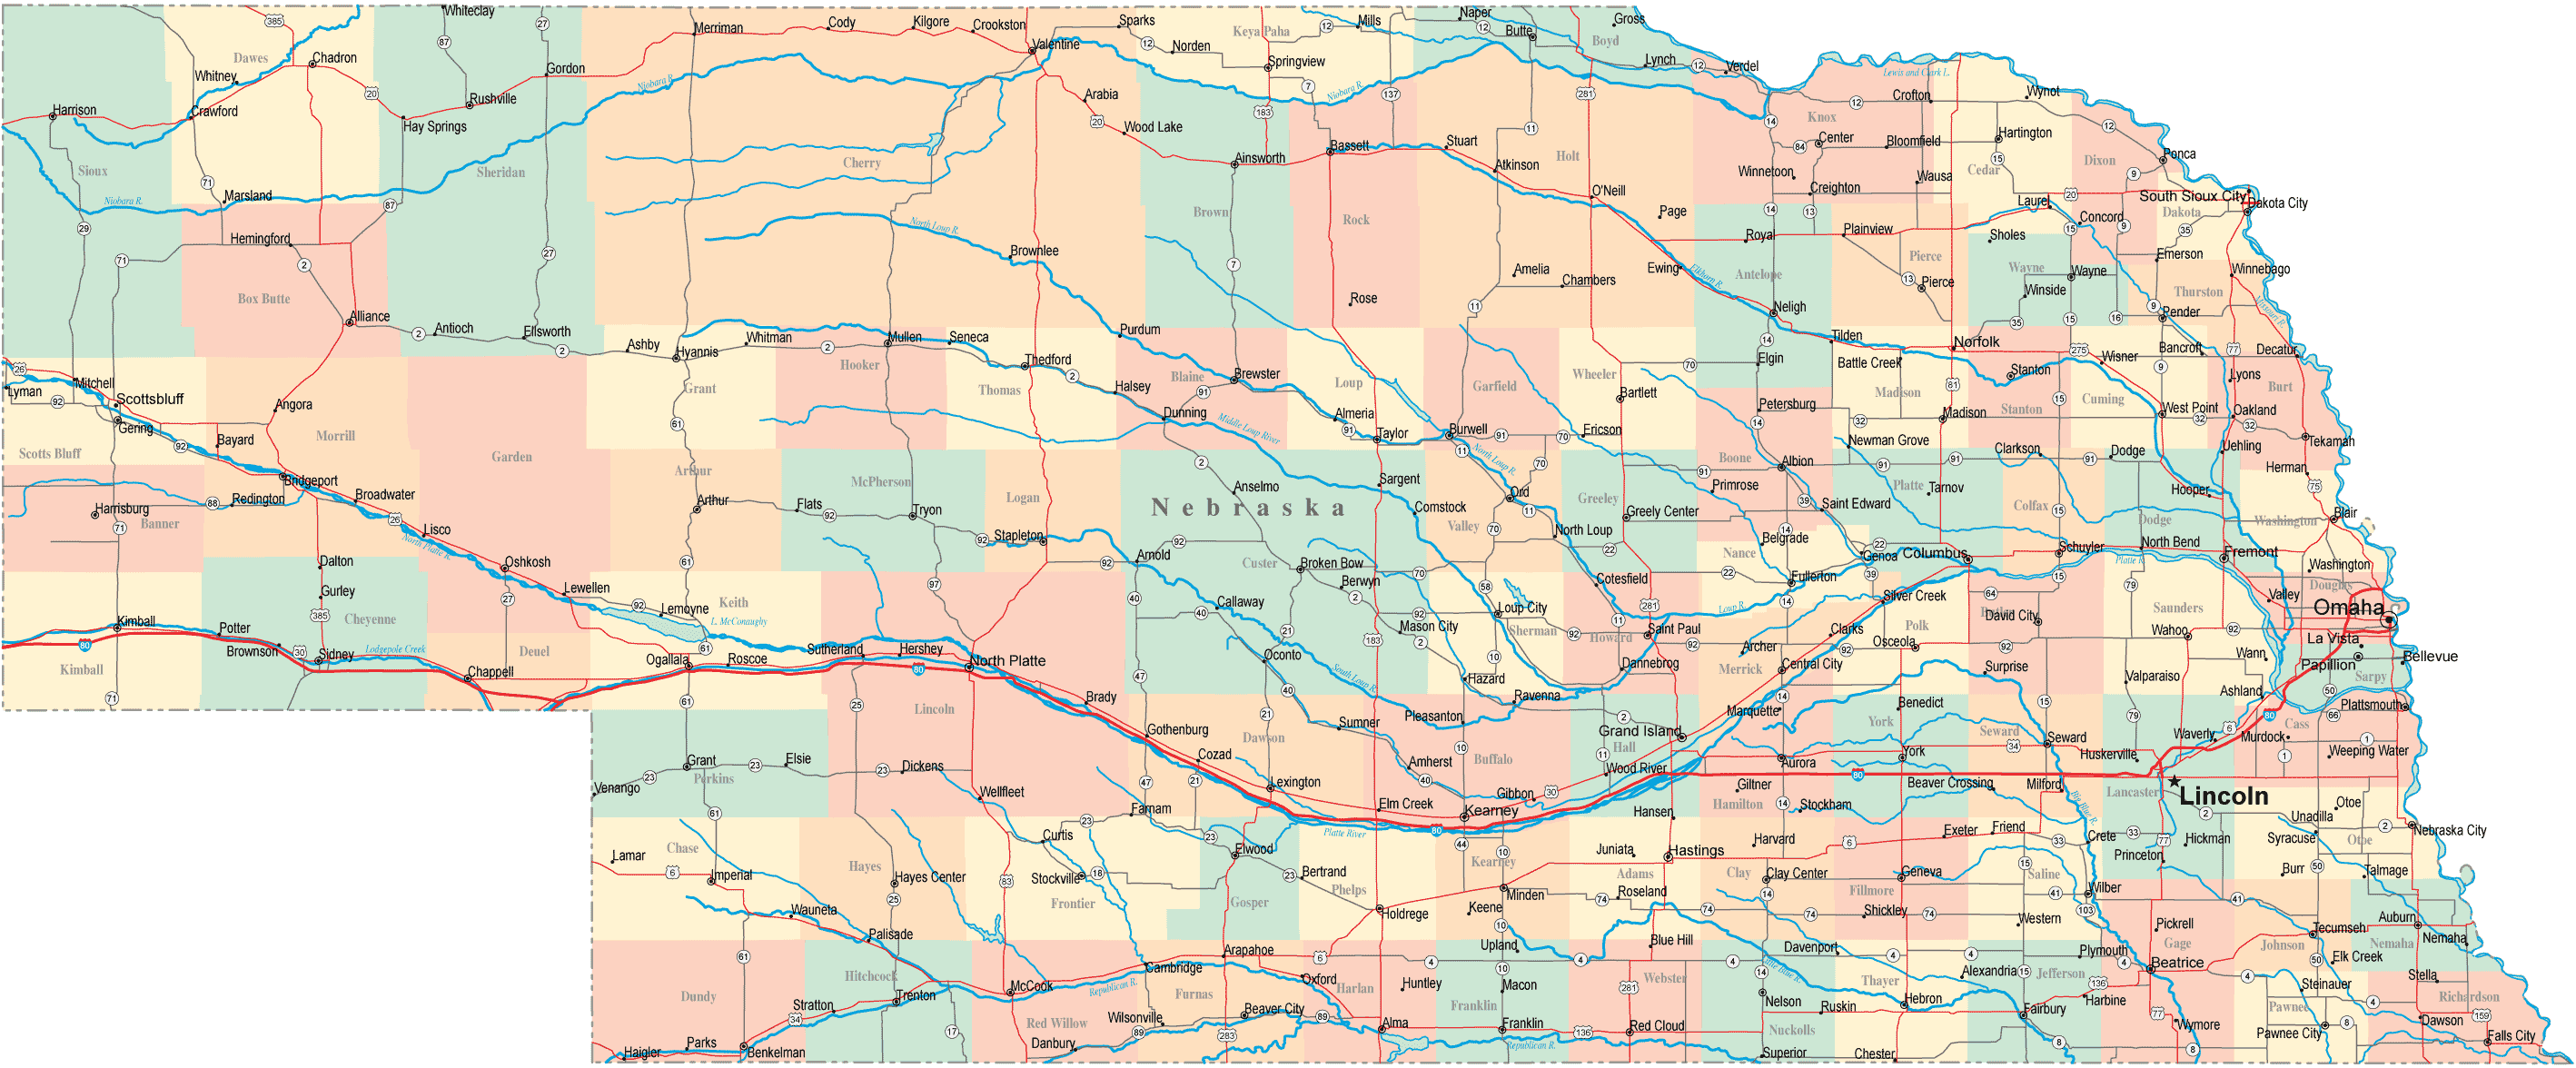 Nebraska
Whiteclay
Merriman
Cody
Kilgore
Crookston
Valentine
Sparks
Norden
Keya Paha
Mills
Springview
Naper
Butte
Boyd
Gross
Lynch
Verdel
Lewis and Clark L.
Dawes
Chadron
Whitney
Crawford
Harrison
Gordon
Rushville
Hay Springs
Niobara R.
Arabia
Wood Lake
Ainsworth
Bassett
Stuart
Atkinson
Holt
O'Neill
Page
Crofton
Wynot
Knox
Center
Bloomfield
Hartington
Winnetoon
Creighton
Wausa
Cedar
Dixon
Ponca
South Sioux City
Dakota
Dakota City
Sioux
Marsland
Niobara R.
Sheridan
Cherry
North Loup R.
Brownlee
Brown
Rock
Niobara R.
Royal
Plainview
Laurel
Concord
Sholes
Emerson
Winnebago
Hemingford
Box Butte
Alliance
Antioch
Ellsworth
Ashby
Hyannis
Whitman
Mullen
Seneca
Purdum
Rose
Amelia
Chambers
Ewing
Elkhorn R.
Antelope
Neligh
Pierce
Pierce
Wayne
Wayne
Winside
Thurston
Render
Missouri R.
Tilden
Battle Creek
Norfolk
Wisner
Bancroft
Decatur
Elgin
Stanton
Lyons
Burt
Grant
Hooker
Thomas
Thedford
Halsey
Blaine
Brewster
Dunning
Middle Loup River
Loup
Almeria
Taylor
Garfield
Burwell
Wheeler
Bartlett
Ericson
Petersburg
Madison
Madison
Stanton
Cuming
West Point
Oakland
Tekamah
Newman Grove
Clarkson
Dodge
Uehling
Herman
Lyman
Mitchell
Scottsbluff
Gering
Scotts Bluff
Bayard
Angora
Morrill
Bridgeport
Redington
Broadwater
Garden
Lisco
North Platte R.
Harrisburg
Banner
Arthur
Arthur
Flats
McPherson
Tryon
Logan
Stapleton
Anselmo
Sargent
Comstock
North Loup R.
Ord
Valley
North Loup
Greeley
Greely Center
Boone
Albion
Primrose
Saint Edward
Platte
Tarnov
Colfax
Hooper
Dodge
Washington
Blair
Dalton
Gurley
Cheyenne
Oshkosh
Lewellen
Lemoyne
Keith
L. McConaughy
Arnold
Custer
Broken Bow
Berwyn
Callaway
Mason City
Loup City
Sherman
Cotesfield
Howard
Saint Paul
Loup R.
Nance
Belgrade
Fullerton
Genoa
Columbus
Schuyler
North Bend
Platte R.
Fremont
Washington
Douglas
Valley
Omaha
Silver Creek
David City
Saunders
Wahoo
La Vista
Papillion
Bellevue
Sarpy
Kimball
Kimball
Potter
Brownson
Sidney
Lodgepole Creek
Deuel
Chappell
Ogallala
Roscoe
Sutherland
Hershey
North Platte
Oconto
South Loup R.
Hazard
Dannebrog
Archer
Clarks
Merrick
Central City
Polk
Osceola
Surprise
Valparaiso
Wann
Ashland
Plattsmouth
Lincoln
Brady
Gothenburg
Cozad
Dawson
Sumner
Pleasanton
Ravenna
Grand Island
Hall
Marquette
Benedict
York
York
Seward
Seward
Huskerville
Waverly
Murdock
Cass
Weeping Water
Venango
Grant
Perkins
Elsie
Dickens
Wellfleet
Farnam
Lexington
Amherst
Buffalo
Wood River
Gibbon
Elm Creek
Kearney
Platte River
Aurora
Giltner
Hamilton
Stockham
Hansen
Beaver Crossing
Milford
Big Blue R.
Lancaster
Lincoln
Otoe
Unadilla
Syracuse
Nebraska City
Otoe
Chase
Lamar
Imperial
Hayes
Hayes Center
Curtis
Stockville
Frontier
Elwood
Gosper
Bertrand
Phelps
Holdrege
Kearney
Minden
Keene
Juniata
Hastings
Adams
Roseland
Harvard
Clay
Clay Center
Exeter
Friend
Crete
Hickman
Princeton
Geneva
Fillmore
Shickley
Saline
Wilber
Western
Burr
Talmage
Wauneta
Palisade
Hitchcock
Trenton
Stratton
Dundy
Parks
Haigler
Benkelman
McCook
Red Willow
Republican R.
Danbury
Wilsonville
Cambridge
Arapahoe
Furnas
Beaver City
Oxford
Harlan
Huntley
Alma
Upland
Macon
Franklin
Franklin
Republican R.
Blue Hill
Webster
Red Cloud
Davenport
Little Blue R.
Nelson
Nuckolls
Superior
Ruskin
Thayer
Hebron
Chester
Alexandria
Jefferson
Plymouth
Harbine
Fairbury
Pickrell
Gage
Beatrice
Wymore
Johnson
Tecumseh
Elk Creek
Steinauer
Pawnee
Pawnee City
Auburn
Nemaha
Nemaha
Stella
Richardson
Dawson
Falls City